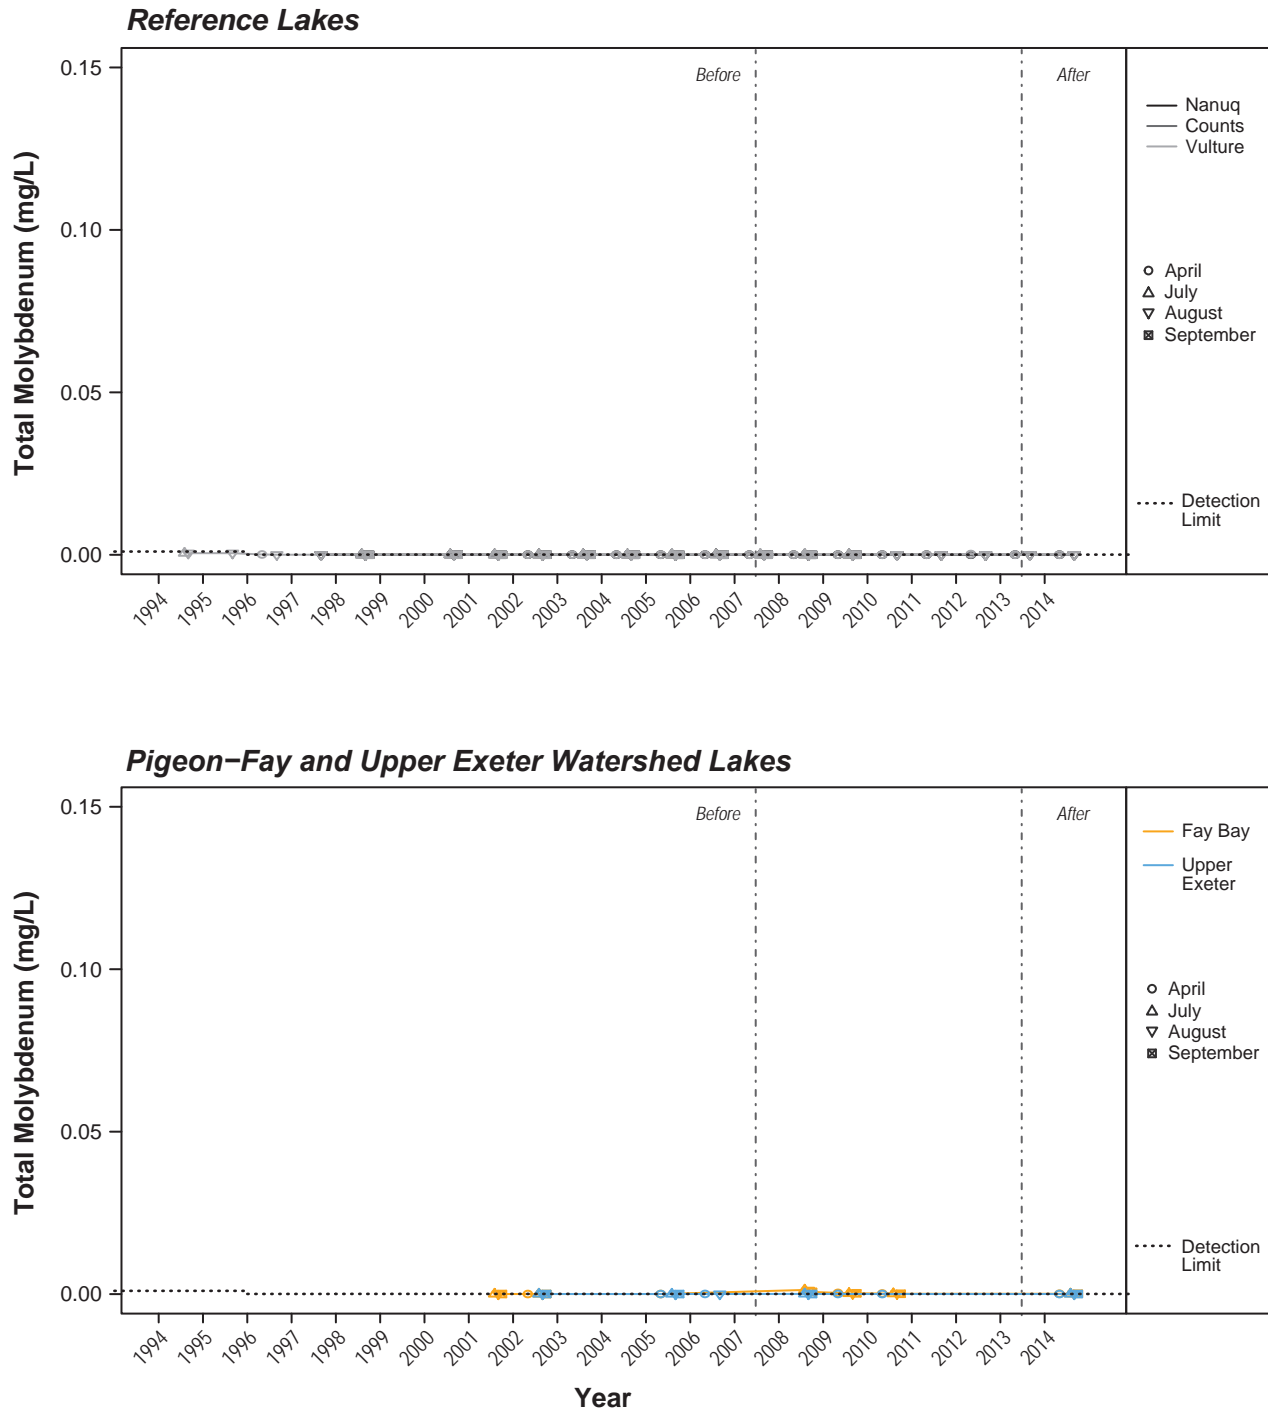 Reference Lakes
Total Molybdenum (mg/L)
0.15
0.10
0.05
0.00
Before
After
Nanuq
Counts
Vulture
April
July
August
September
Detection
Limit
1994 1995 1996 1997 1998 1999 2000 2001 2002 2003 2004 2005 2006 2007 2008 2009 2010 2011 2012 2013 2014
Pigeon−Fay and Upper Exeter Watershed Lakes
Total Molybdenum (mg/L)
0.15
0.10
0.05
0.00
Before
After
Fay Bay
Upper
Exeter
April
July
August
September
Detection
Limit
1994 1995 1996 1997 1998 1999 2000 2001 2002 2003 2004 2005 2006 2007 2008 2009 2010 2011 2012 2013 2014
Year